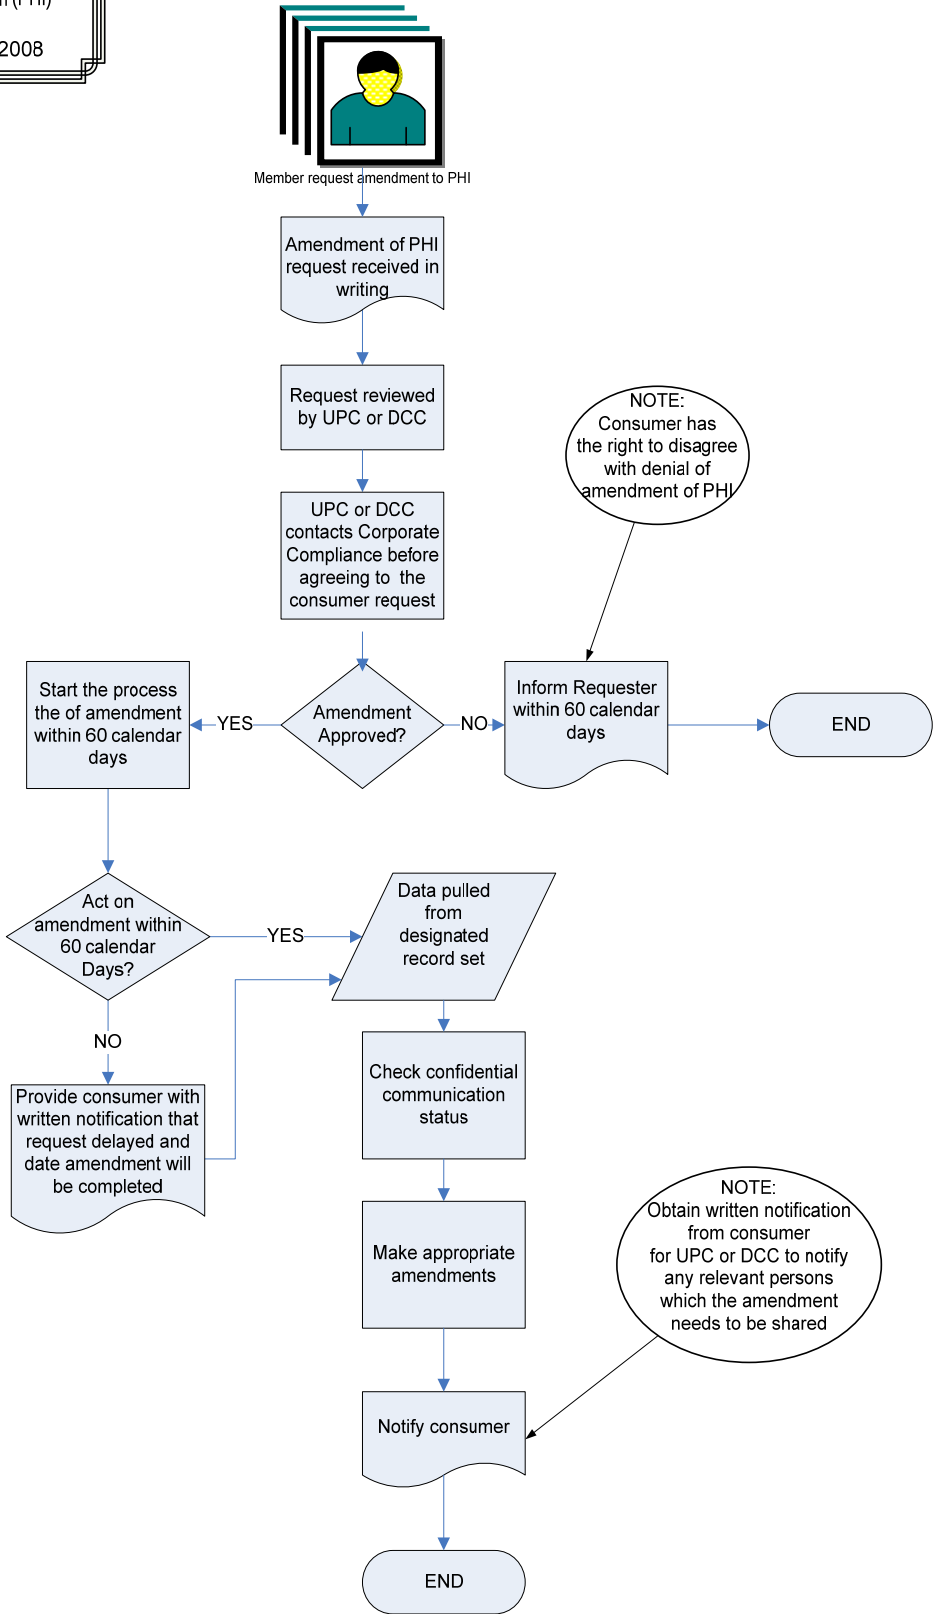 (PHI)
2008
Member request amendment to PHI
Amendment of PHI
request received in
writing
Request reviewed
by UPC or DCC
NOTE:
Consumer has
the right to disagree
with denial of
amendment of PHI
UPC or DCC
contacts Corporate
Compliance before
agreeing to the
consumer request
Start the process
the of amendment
within 60 calendar
days
YES
Amendment
Approved?
NO
Inform Requester
within 60 calendar
days
END
Act on
amendment within
60 calendar
Days?
YES
Data pulled
from
designated
record set
NO
Provide consumer with
written notification that
request delayed and
date amendment will
be completed
Check confidential
communication
status
Make appropriate
amendments
NOTE:
Obtain written notification
from consumer
for UPC or DCC to notify
any relevant persons
which the amendment
needs to be shared
Notify consumer
END